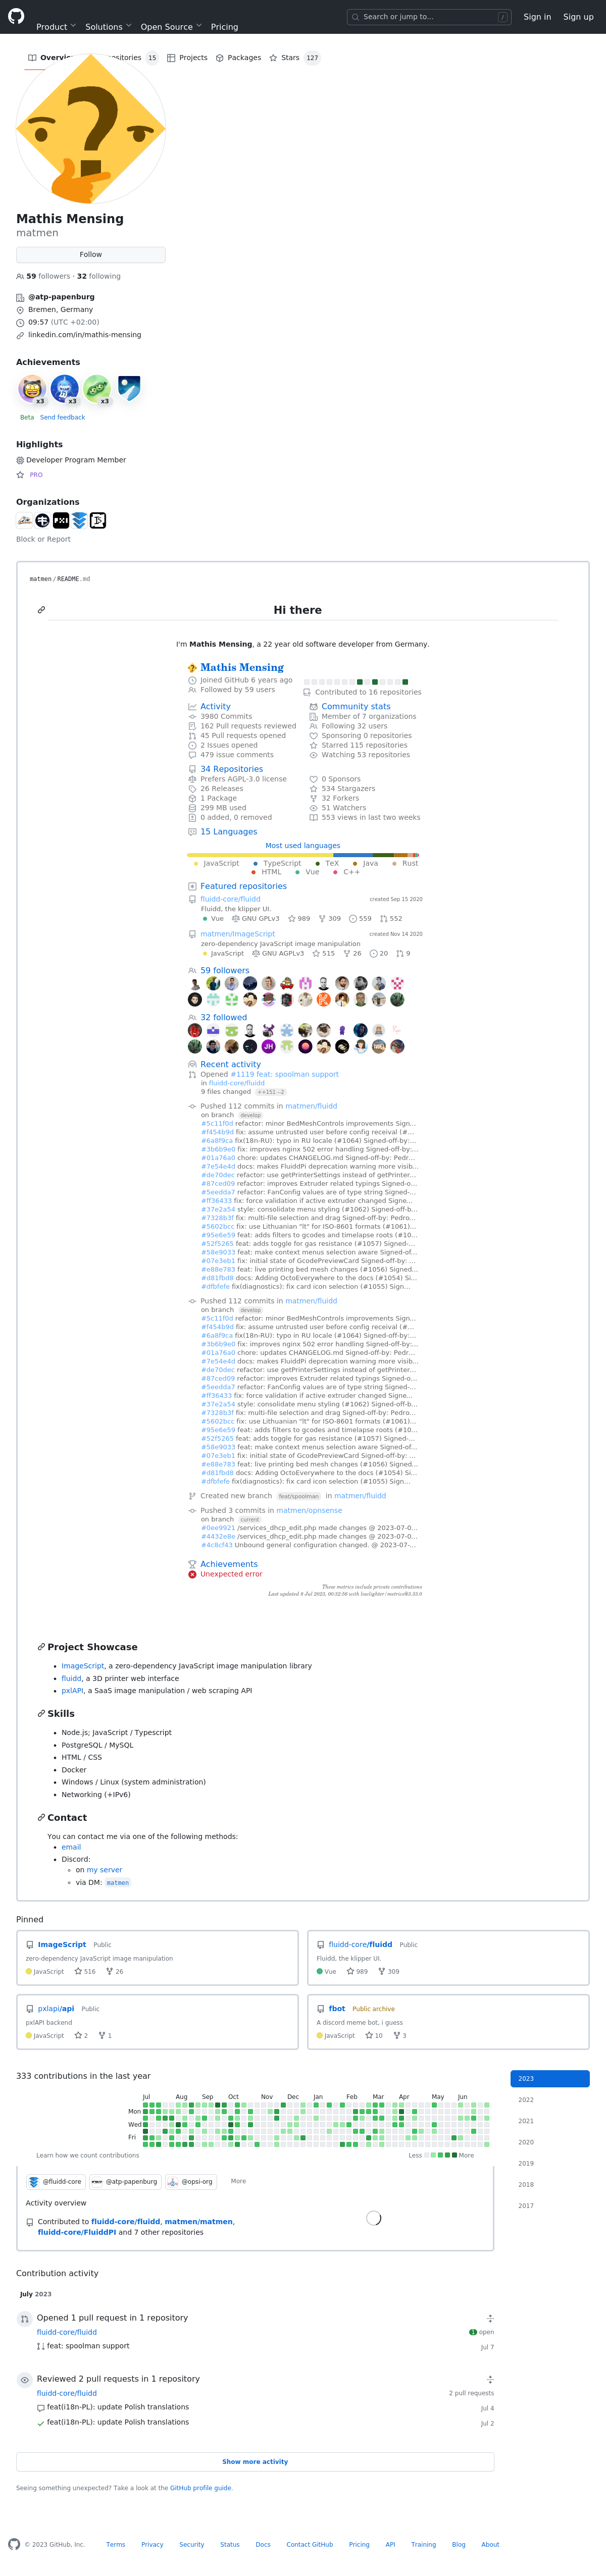 Product Solutions Open Source Pricing
Search or jump to... /
Sign in Sign up
Overview Repositories 15 Projects Packages Stars 127
Mathis Mensing
matmen
Follow
59 followers · 32 following
@atp-papenburg
Bremen, Germany
09:57 (UTC +02:00)
linkedin.com/in/mathis-mensing
Achievements
x3 x3 x3
Beta Send feedback
Highlights
Developer Program Member
PRO
Organizations
Block or Report
matmen/README.md
Hi there
I'm Mathis Mensing, a 22 year old software developer from Germany.
Mathis Mensing
Joined GitHub 6 years ago
Followed by 59 users
Contributed to 16 repositories
Activity
3980 Commits
162 Pull requests reviewed
45 Pull requests opened
2 Issues opened
479 issue comments
Community stats
Member of 7 organizations
Following 32 users
Sponsoring 0 repositories
Starred 115 repositories
Watching 53 repositories
34 Repositories
Prefers AGPL-3.0 license
26 Releases
1 Package
299 MB used
0 added, 0 removed
0 Sponsors
534 Stargazers
32 Forkers
51 Watchers
553 views in last two weeks
15 Languages
Most used languages
JavaScript TypeScript TeX Java Rust
HTML Vue C++
Featured repositories
fluidd-core/fluidd created Sep 15 2020
Fluidd, the klipper UI.
Vue GNU GPLv3 989 309 559 552
matmen/ImageScript created Nov 14 2020
zero-dependency JavaScript image manipulation
JavaScript GNU AGPLv3 515 26 20 9
59 followers
32 followed
Recent activity
Opened #1119 feat: spoolman support
in fluidd-core/fluidd
9 files changed ++151 --2
Pushed 112 commits in matmen/fluidd
on branch develop
#5c11f0d refactor: minor BedMeshControls improvements Sign...
#f454b9d fix: assume untrusted user before config receival (#...
#6a8f9ca fix(18n-RU): typo in RU locale (#1064) Signed-off-by:...
#3b6b9e0 fix: improves nginx 502 error handling Signed-off-by:...
#01a76a0 chore: updates CHANGELOG.md Signed-off-by: Pedr...
#7e54e4d docs: makes FluiddPi deprecation warning more visib...
#de70dec refactor: use getPrinterSettings instead of getPrinter...
#87ced09 refactor: improves Extruder related typings Signed-o...
#5eedda7 refactor: FanConfig values are of type string Signed-...
#ff36433 fix: force validation if active extruder changed Signe...
#37e2a54 style: consolidate menu styling (#1062) Signed-off-b...
#7328b3f fix: multi-file selection and drag Signed-off-by: Pedro...
#5602bcc fix: use Lithuanian "lt" for ISO-8601 formats (#1061)...
#95e6e59 feat: adds filters to gcodes and timelapse roots (#10...
#52f5265 feat: adds toggle for gas resistance (#1057) Signed-...
#58e9033 feat: make context menus selection aware Signed-of...
#07e3eb1 fix: initial state of GcodePreviewCard Signed-off-by: ...
#e88e783 feat: live printing bed mesh changes (#1056) Signed...
#d81fbd8 docs: Adding OctoEverywhere to the docs (#1054) Si...
#dfbfefe fix(diagnostics): fix card icon selection (#1055) Sign...
Pushed 112 commits in matmen/fluidd
on branch develop
#5c11f0d refactor: minor BedMeshControls improvements Sign...
#f454b9d fix: assume untrusted user before config receival (#...
#6a8f9ca fix(18n-RU): typo in RU locale (#1064) Signed-off-by:...
#3b6b9e0 fix: improves nginx 502 error handling Signed-off-by:...
#01a76a0 chore: updates CHANGELOG.md Signed-off-by: Pedr...
#7e54e4d docs: makes FluiddPi deprecation warning more visib...
#de70dec refactor: use getPrinterSettings instead of getPrinter...
#87ced09 refactor: improves Extruder related typings Signed-o...
#5eedda7 refactor: FanConfig values are of type string Signed-...
#ff36433 fix: force validation if active extruder changed Signe...
#37e2a54 style: consolidate menu styling (#1062) Signed-off-b...
#7328b3f fix: multi-file selection and drag Signed-off-by: Pedro...
#5602bcc fix: use Lithuanian "lt" for ISO-8601 formats (#1061)...
#95e6e59 feat: adds filters to gcodes and timelapse roots (#10...
#52f5265 feat: adds toggle for gas resistance (#1057) Signed-...
#58e9033 feat: make context menus selection aware Signed-of...
#07e3eb1 fix: initial state of GcodePreviewCard Signed-off-by: ...
#e88e783 feat: live printing bed mesh changes (#1056) Signed...
#d81fbd8 docs: Adding OctoEverywhere to the docs (#1054) Si...
#dfbfefe fix(diagnostics): fix card icon selection (#1055) Sign...
Created new branch feat/spoolman in matmen/fluidd
Pushed 3 commits in matmen/opnsense
on branch current
#0ee9921 /services_dhcp_edit.php made changes @ 2023-07-0...
#4432e8e /services_dhcp_edit.php made changes @ 2023-07-0...
#4c8cf43 Unbound general configuration changed. @ 2023-07-...
Achievements
Unexpected error
These metrics include private contributions
Last updated 8 Jul 2023, 00:32:56 with lowlighter/metrics@3.33.0
Project Showcase
ImageScript, a zero-dependency JavaScript image manipulation library
fluidd, a 3D printer web interface
pxlAPI, a SaaS image manipulation / web scraping API
Skills
Node.js; JavaScript / Typescript
PostgreSQL / MySQL
HTML / CSS
Docker
Windows / Linux (system administration)
Networking (+IPv6)
Contact
You can contact me via one of the following methods:
email
Discord:
on my server
via DM: matmen
Pinned
ImageScript Public
zero-dependency JavaScript image manipulation
JavaScript 516 26
fluidd-core/fluidd Public
Fluidd, the klipper UI.
Vue 989 309
pxlapi/api Public
pxlAPI backend
JavaScript 2 1
fbot Public archive
A discord meme bot, i guess
JavaScript 10 3
333 contributions in the last year
Jul Aug Sep Oct Nov Dec Jan Feb Mar Apr May Jun
Mon
Wed
Fri
Learn how we count contributions Less More
2023
2022
2021
2020
2019
2018
2017
@fluidd-core @atp-papenburg @opsi-org More
Activity overview
Contributed to fluidd-core/fluidd, matmen/matmen,
fluidd-core/FluiddPI and 7 other repositories
Contribution activity
July 2023
Opened 1 pull request in 1 repository
fluidd-core/fluidd 1 open
feat: spoolman support Jul 7
Reviewed 2 pull requests in 1 repository
fluidd-core/fluidd 2 pull requests
feat(i18n-PL): update Polish translations Jul 4
feat(i18n-PL): update Polish translations Jul 2
Show more activity
Seeing something unexpected? Take a look at the GitHub profile guide.
© 2023 GitHub, Inc. Terms Privacy Security Status Docs Contact GitHub Pricing API Training Blog About